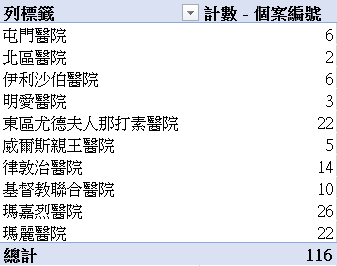 列標籤 計數 - 個案編號
屯門醫院 6
北區醫院 2
伊利沙伯醫院 6
明愛醫院 3
東區尤德夫人那打素醫院 22
威爾斯親王醫院 5
律敦治醫院 14
基督教聯合醫院 10
瑪嘉烈醫院 26
瑪麗醫院 22
總計 116